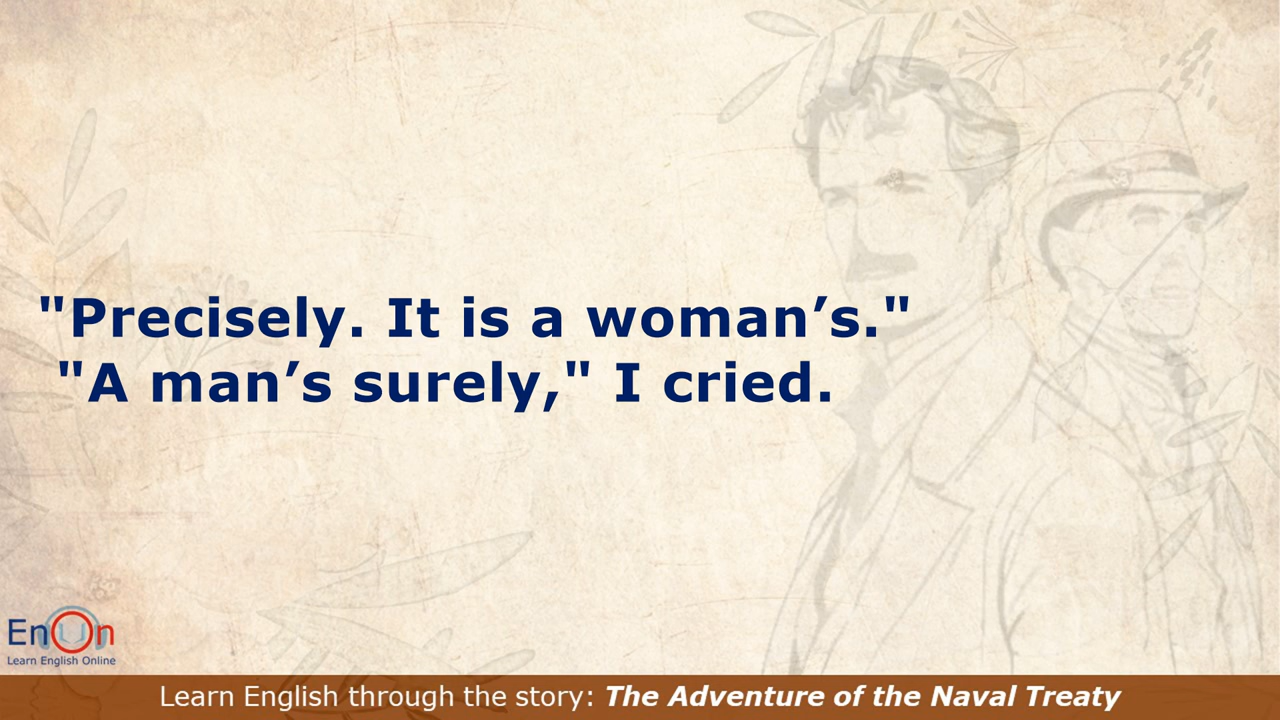 "Precisely. It is a woman’s."
"A man’s surely," I cried.
EnOn
Learn English Online
Learn English through the story: The Adventure of the Naval Treaty